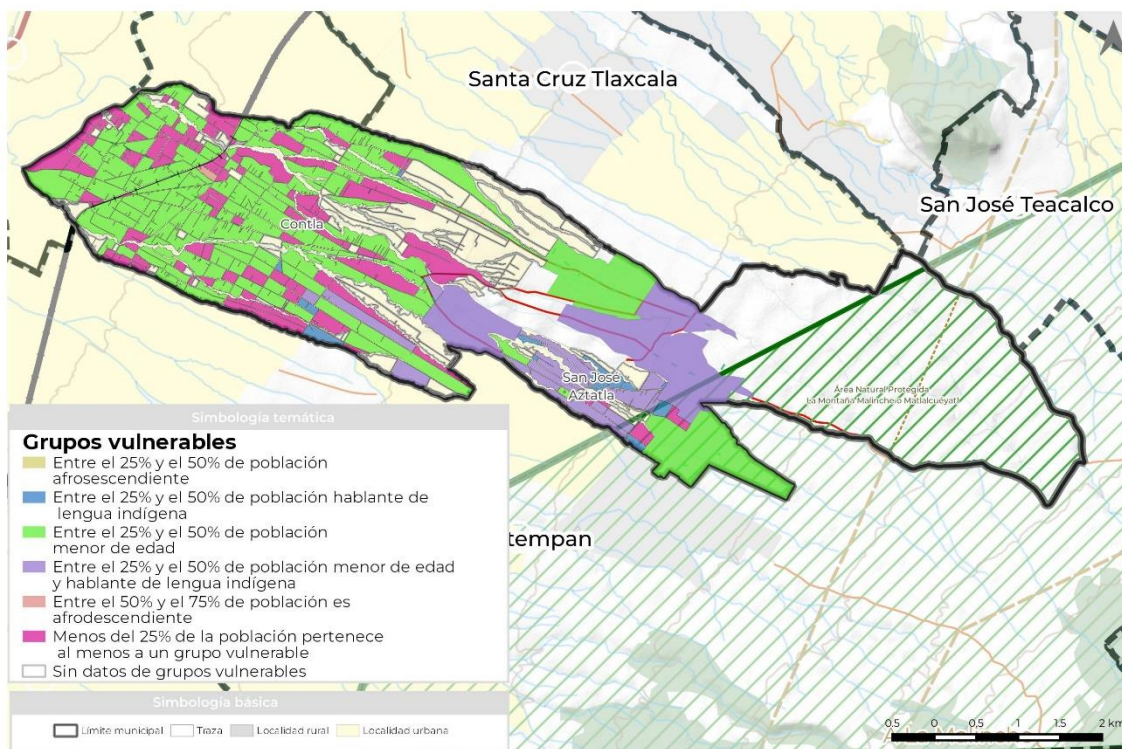 Santa Cruz Tlaxcala
San José Teacalco
Contla
San José
Aztatla
Área Natural Protegida
La Montaña Malinche o Matlalcuéyatl
tempan
Simbología temática
Grupos vulnerables
Entre el 25% y el 50% de población
afrosescendiente
Entre el 25% y el 50% de población hablante de
lengua indígena
Entre el 25% y el 50% de población
menor de edad
Entre el 25% y el 50% de población menor de edad
y hablante de lengua indígena
Entre el 50% y el 75% de población es
afrodescendiente
Menos del 25% de la población pertenece
al menos a un grupo vulnerable
Sin datos de grupos vulnerables
Simbología básica
Límite municipal Traza Localidad rural Localidad urbana
0.5 0 0.5 1 1.5 2 km